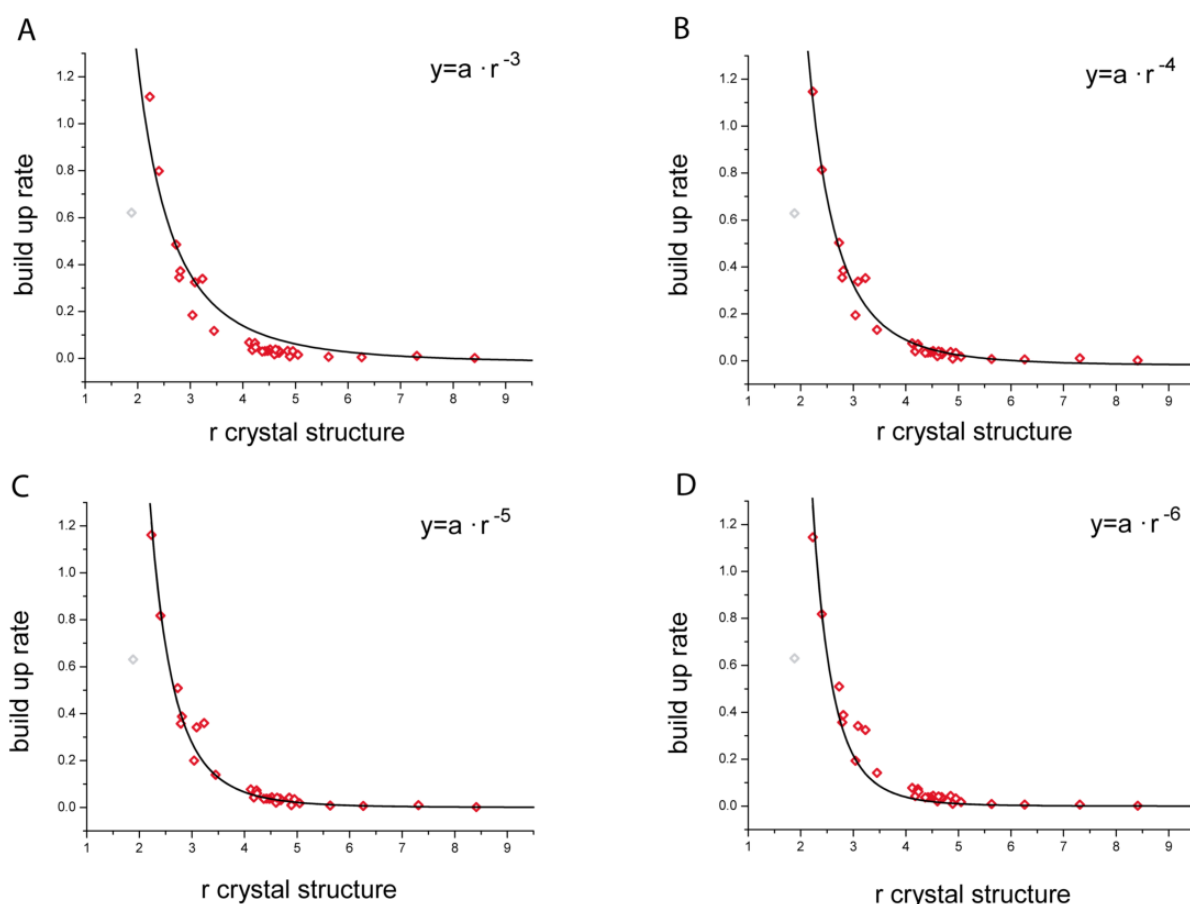 A
y=a · r -3
1.2
1.0
0.8
0.6
0.4
0.2
0.0
build up rate
1 2 3 4 5 6 7 8 9
r crystal structure
B
y=a · r -4
1.2
1.0
0.8
0.6
0.4
0.2
0.0
build up rate
1 2 3 4 5 6 7 8 9
r crystal structure
C
y=a · r -5
1.2
1.0
0.8
0.6
0.4
0.2
0.0
build up rate
1 2 3 4 5 6 7 8 9
r crystal structure
D
y=a · r -6
1.2
1.0
0.8
0.6
0.4
0.2
0.0
build up rate
1 2 3 4 5 6 7 8 9
r crystal structure